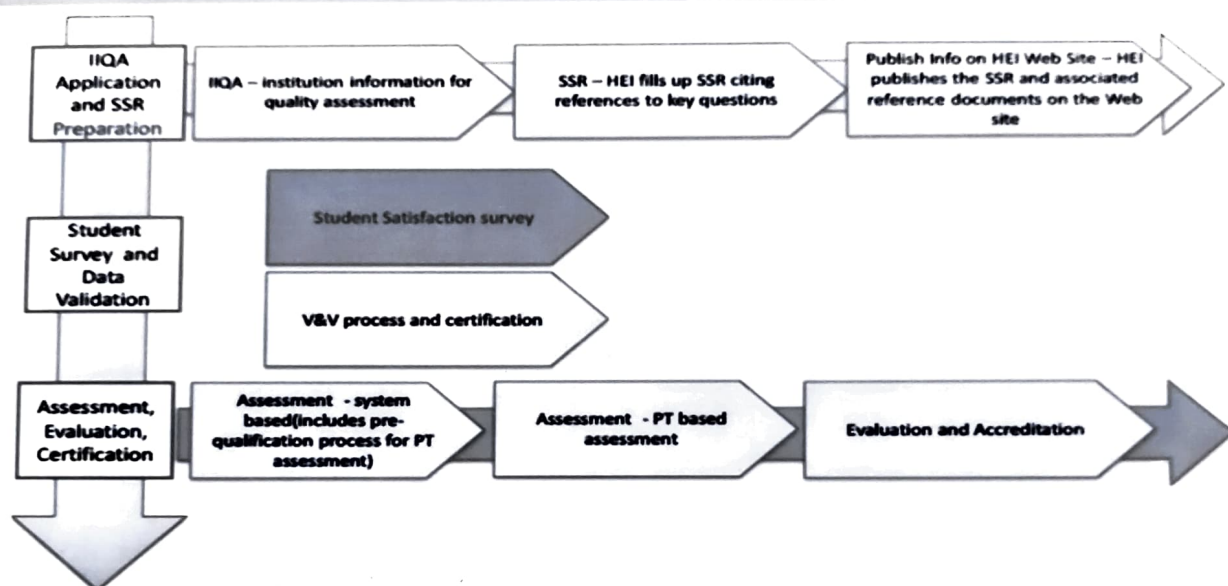 IIQA
Application
and SSR
Preparation
IIQA – institution information for
quality assessment
SSR – HEI fills up SSR citing
references to key questions
Publish Info on HEI Web Site – HEI
publishes the SSR and associated
reference documents on the Web
site
Student
Survey and
Data
Validation
Student Satisfaction survey
V&V process and certification
Assessment,
Evaluation,
Certification
Assessment - system
based(includes pre-
qualification process for PT
assessment)
Assessment - PT based
assessment
Evaluation and Accreditation